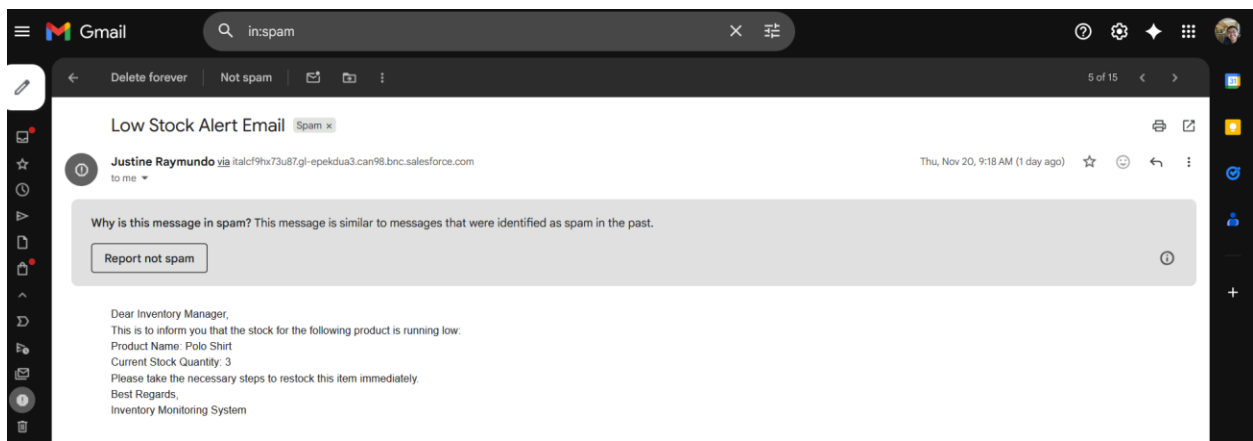 Gmail
in:spam
Delete forever
Not spam
5 of 15
Low Stock Alert Email
Spam ×
31
Justine Raymundo via italcf9hx73u87.gl-epekdua3.can98.bnc.salesforce.com
Thu, Nov 20, 9:18 AM (1 day ago)
to me
Why is this message in spam? This message is similar to messages that were identified as spam in the past.
Report not spam
Dear Inventory Manager,
This is to inform you that the stock for the following product is running low:
Product Name: Polo Shirt
Current Stock Quantity: 3
Please take the necessary steps to restock this item immediately.
Best Regards,
Inventory Monitoring System